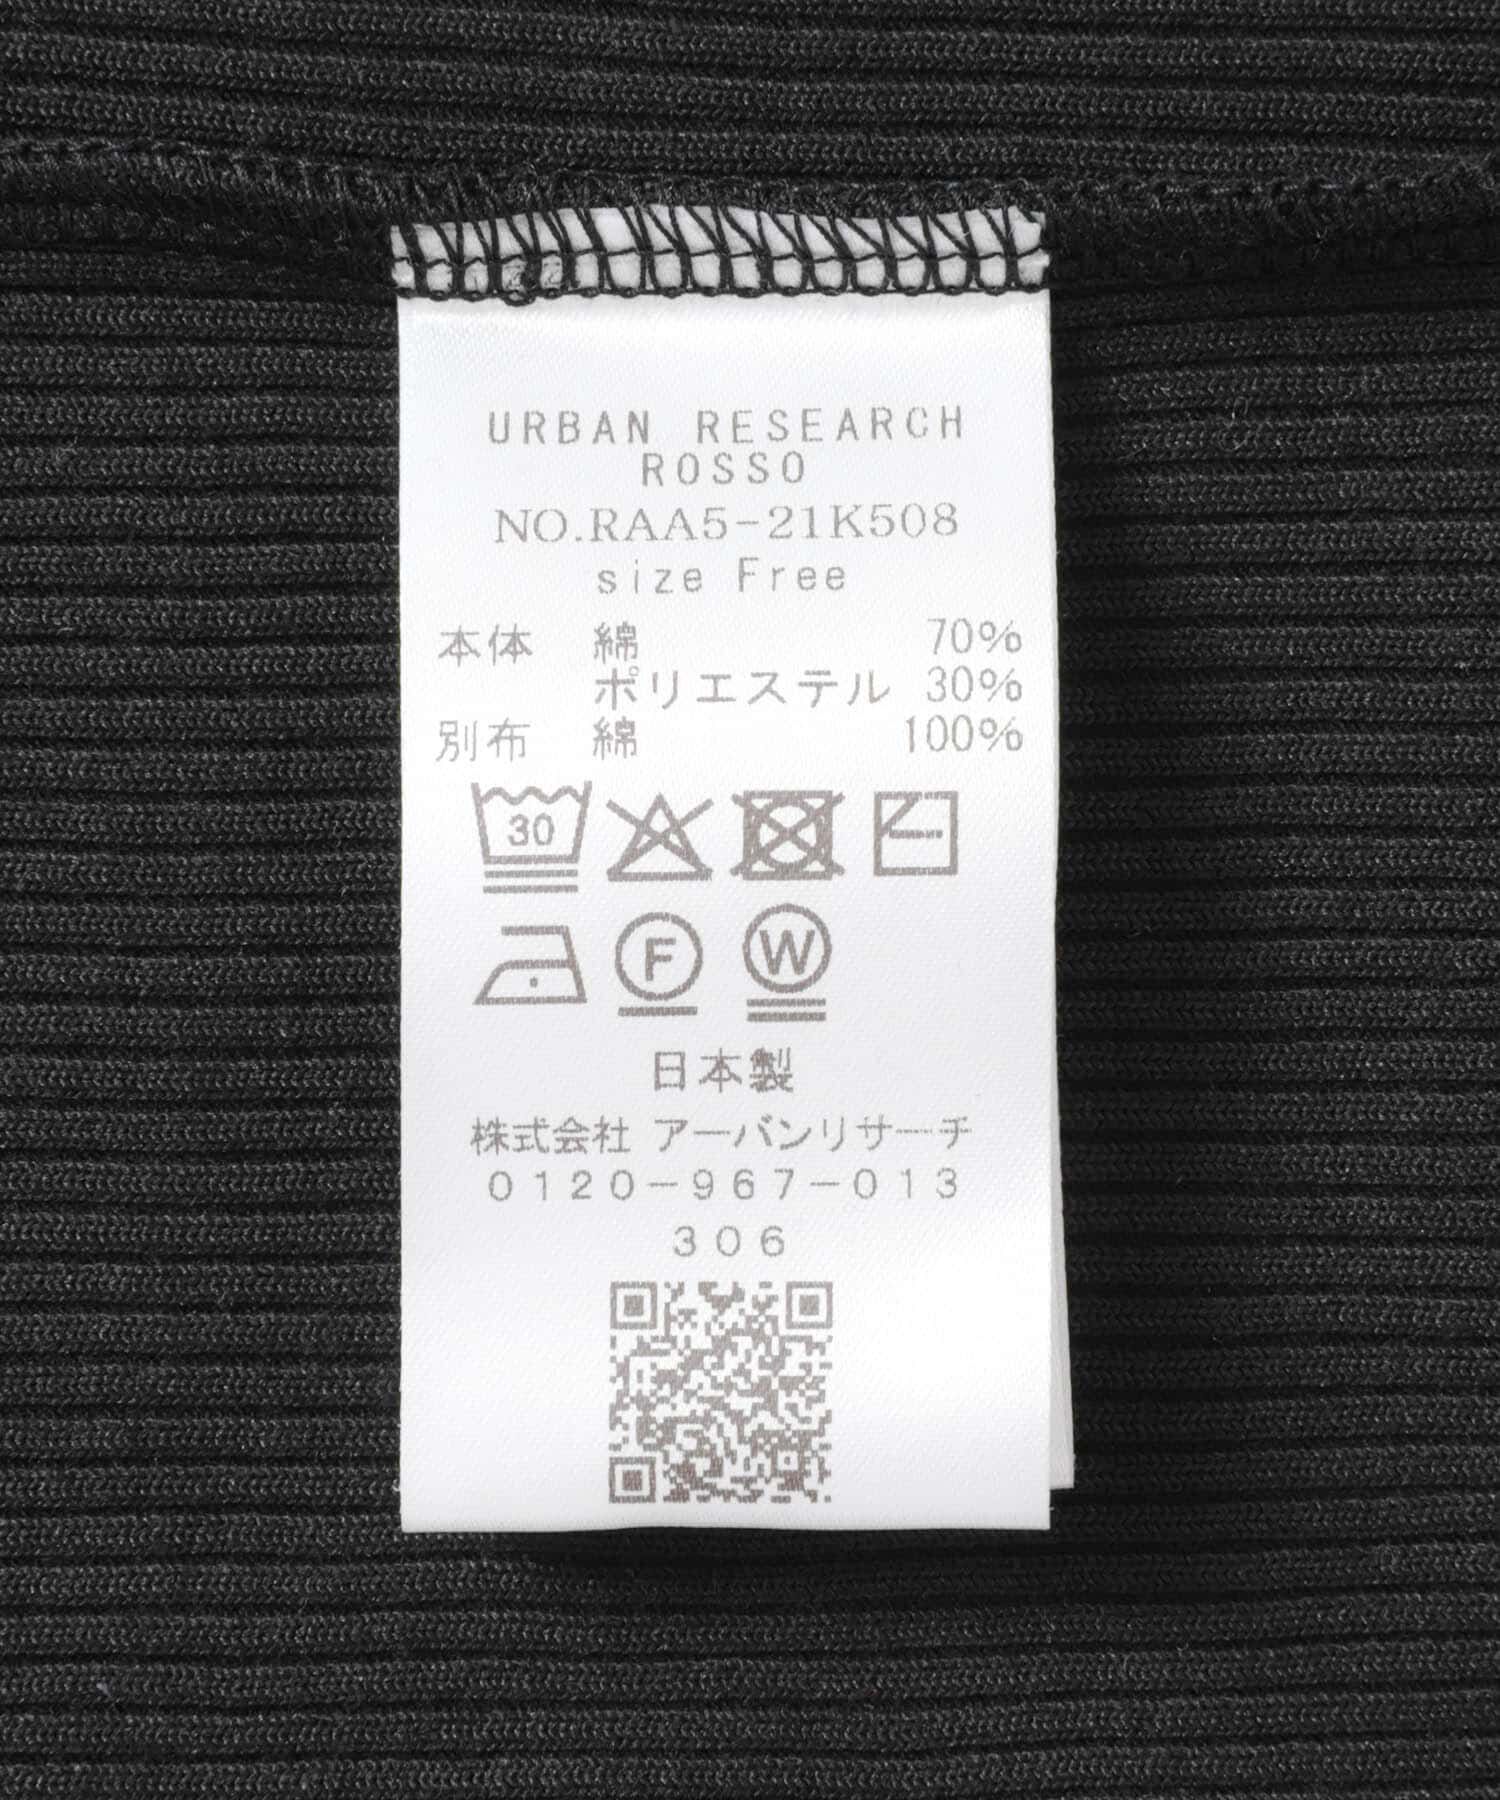 URBAN RESEARCH
ROSSO
NO.RAA5-21K508
size Free
本体 綿 70%
ポリエステル 30%
別布 綿 100%
30
F W
日本製
株式会社 アーバンリサーチ
0120-967-013
306